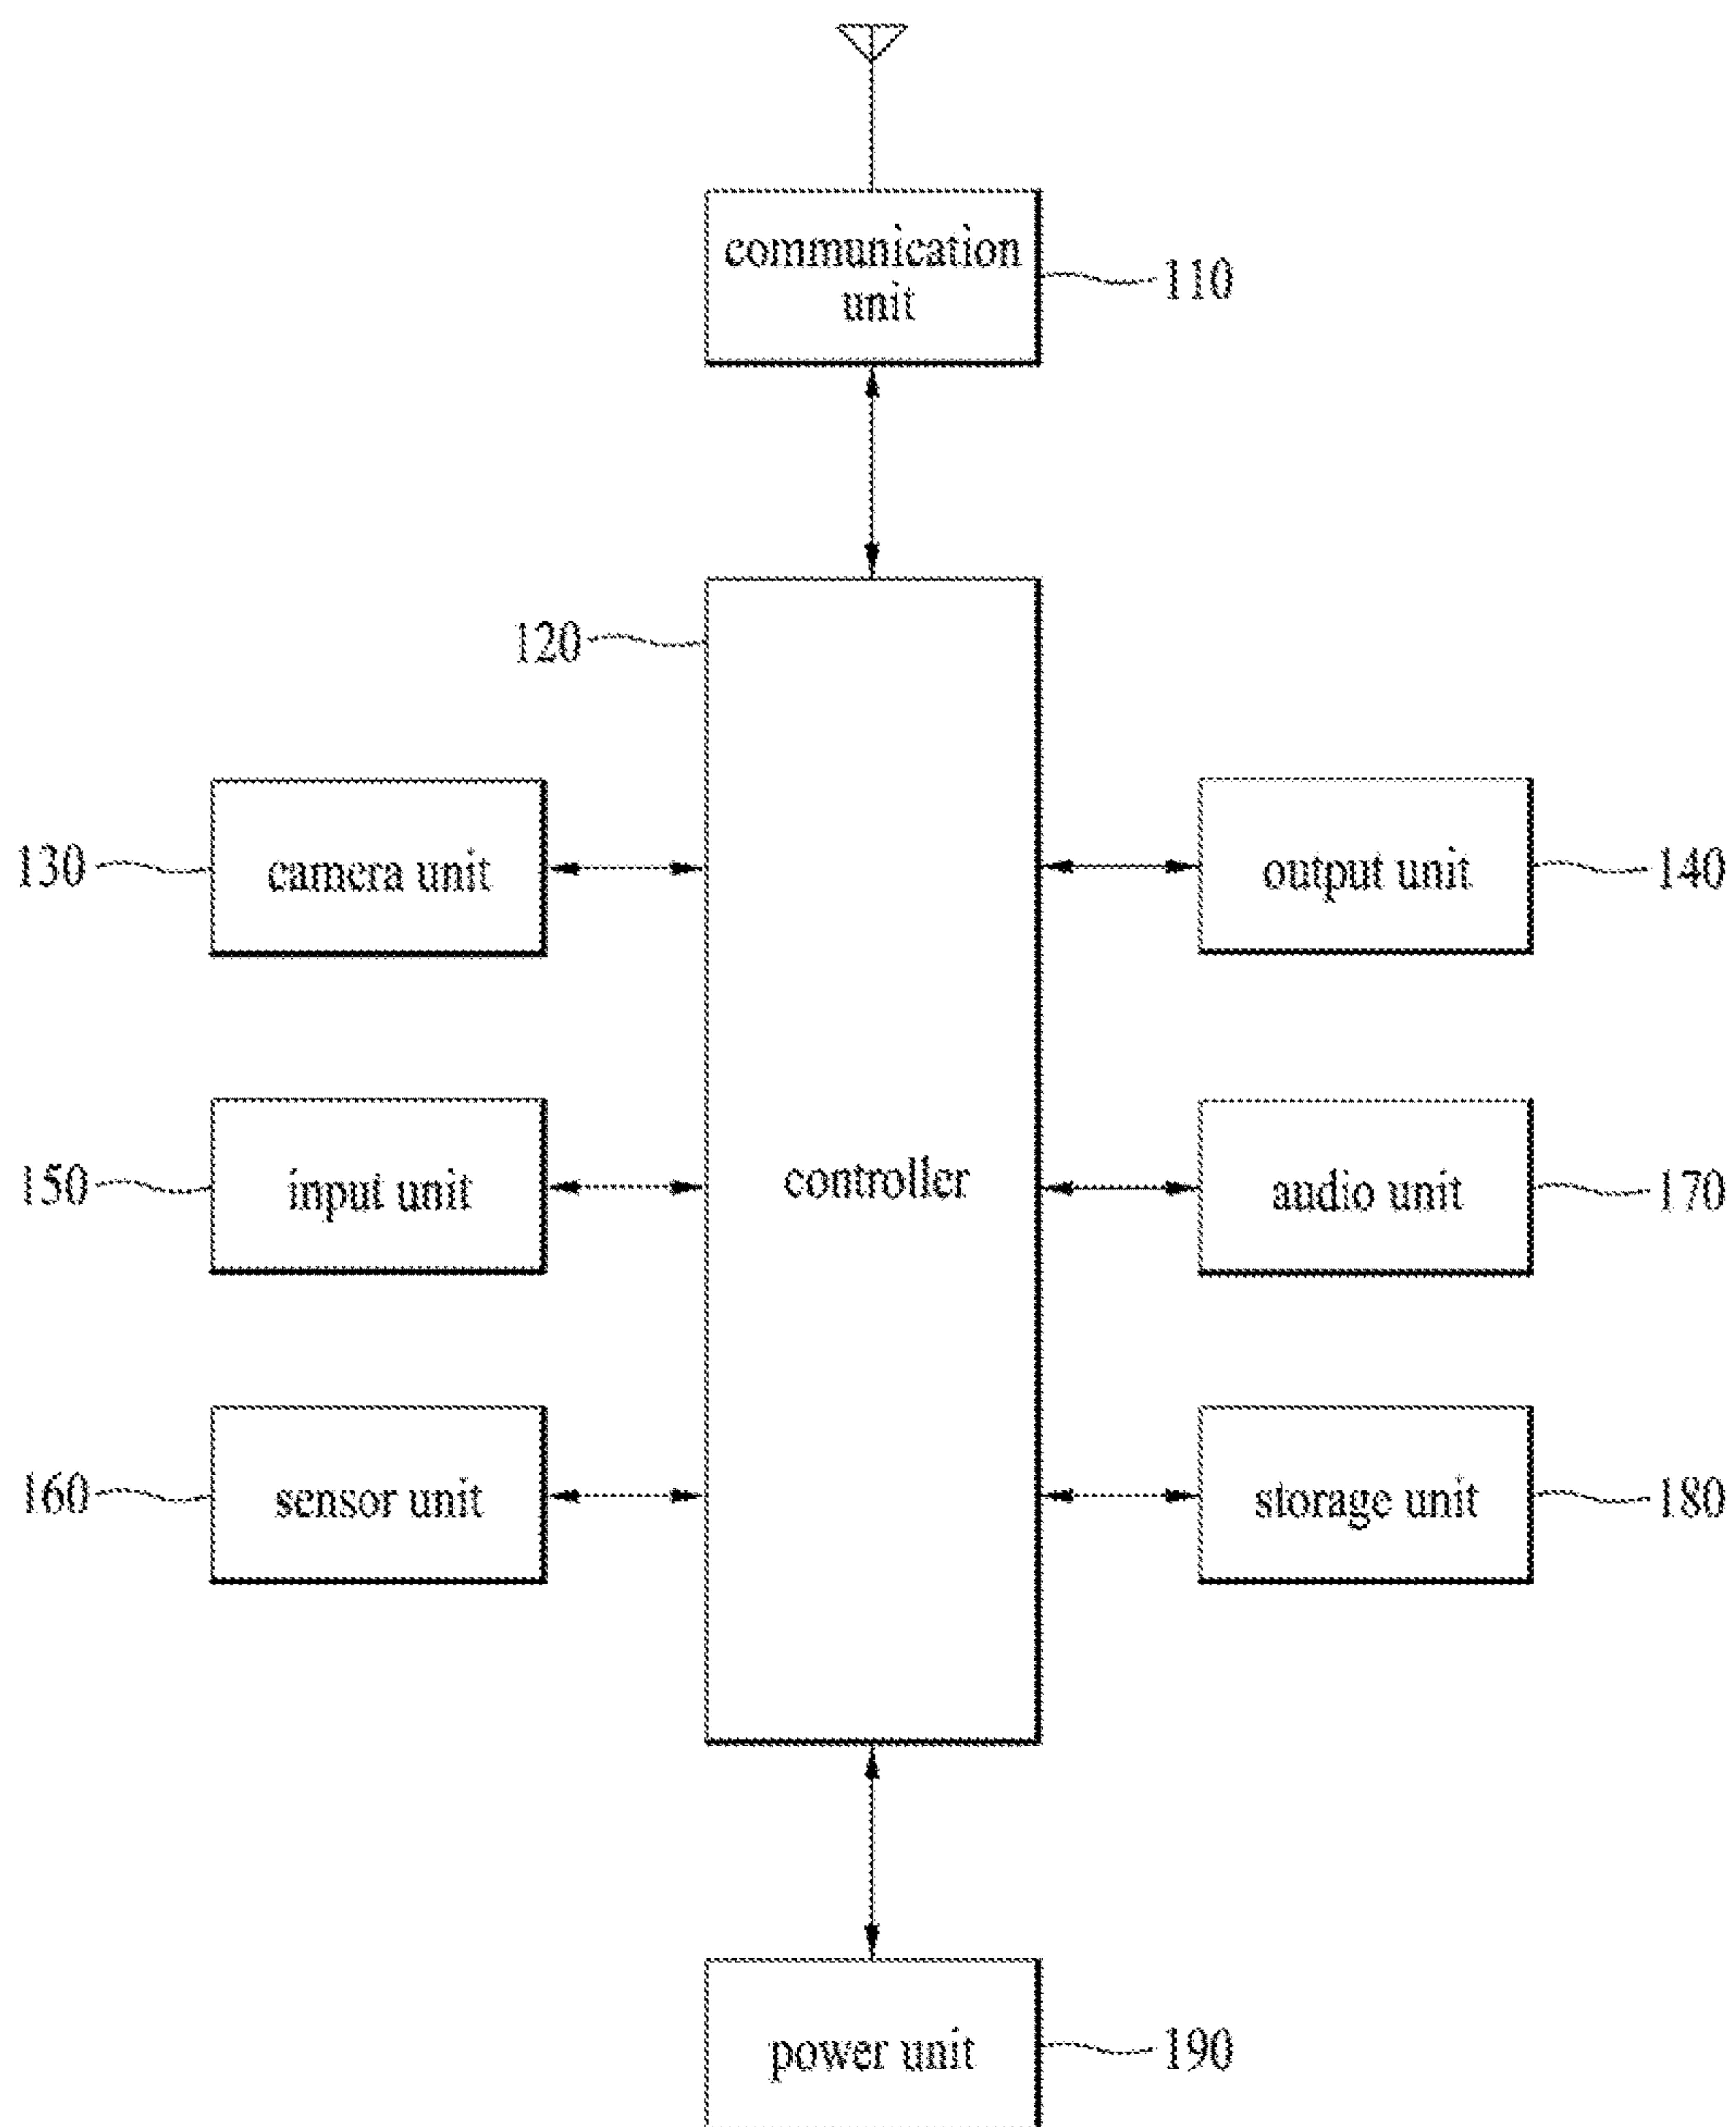 communication
unit
110
120
130
camera unit
output unit
140
150
input unit
controller
audio unit
170
160
sensor unit
storage unit
180
power unit
190